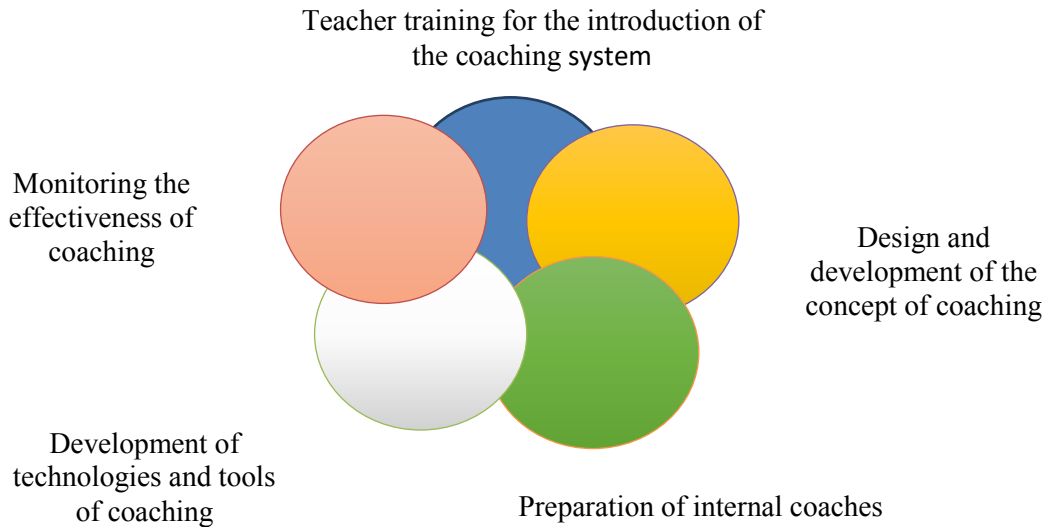 Teacher training for the introduction of
the coaching system
Monitoring the
effectiveness of
coaching
Design and
development of the
concept of coaching
Development of
technologies and tools
of coaching
Preparation of internal coaches